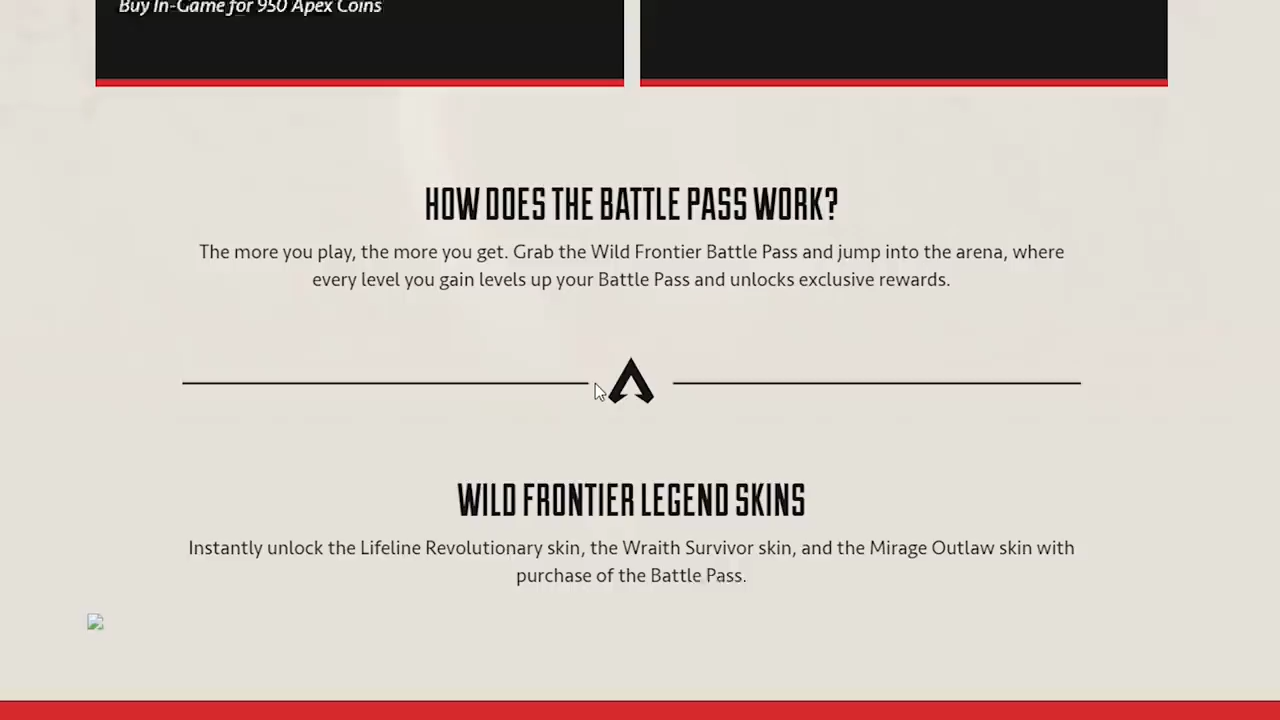 Buy In-Game for 950 Apex Coins
HOW DOES THE BATTLE PASS WORK?
The more you play, the more you get. Grab the Wild Frontier Battle Pass and jump into the arena, where
every level you gain levels up your Battle Pass and unlocks exclusive rewards.
WILD FRONTIER LEGEND SKINS
Instantly unlock the Lifeline Revolutionary skin, the Wraith Survivor skin, and the Mirage Outlaw skin with
purchase of the Battle Pass.